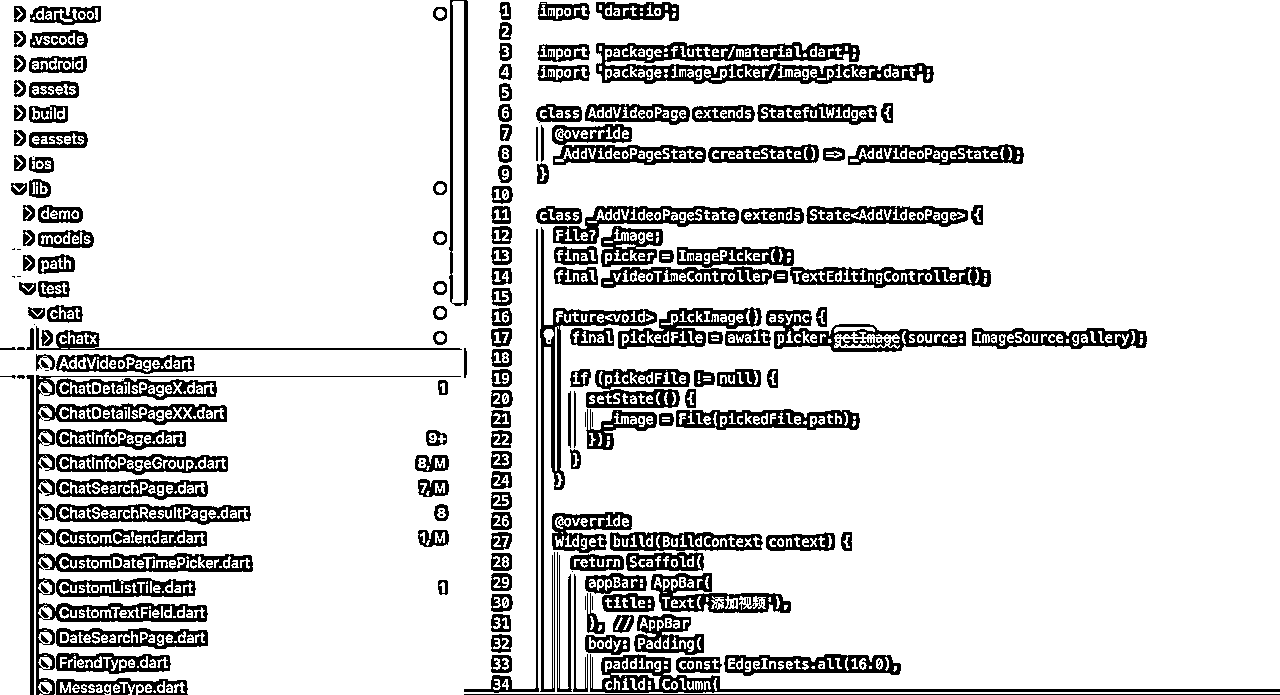 .dart_tool
.vscode
android
assets
build
eassets
ios
lib
demo
models
path
test
chat
chatx
AddVideoPage.dart
ChatDetailsPageX.dart 1
ChatDetailsPageXX.dart
ChatInfoPage.dart 9+
ChatInfoPageGroup.dart 8, M
ChatSearchPage.dart 7, M
ChatSearchResultPage.dart 8
CustomCalendar.dart 1, M
CustomDateTimePicker.dart
CustomListTile.dart 1
CustomTextField.dart
DateSearchPage.dart
FriendType.dart
MessageType.dart
1 import 'dart:io';
2
3 import 'package:flutter/material.dart';
4 import 'package:image_picker/image_picker.dart';
5
6 class AddVideoPage extends StatefulWidget {
7 @override
8 _AddVideoPageState createState() => _AddVideoPageState();
9 }
10
11 class _AddVideoPageState extends State<AddVideoPage> {
12 File? _image;
13 final picker = ImagePicker();
14 final _videoTimeController = TextEditingController();
15
16 Future<void> _pickImage() async {
17 final pickedFile = await picker.getImage(source: ImageSource.gallery);
18
19 if (pickedFile != null) {
20 setState(() {
21 _image = File(pickedFile.path);
22 });
23 }
24 }
25
26 @override
27 Widget build(BuildContext context) {
28 return Scaffold(
29 appBar: AppBar(
30 title: Text('添加视频'),
31 ), // AppBar
32 body: Padding(
33 padding: const EdgeInsets.all(16.0),
34 child: Column(